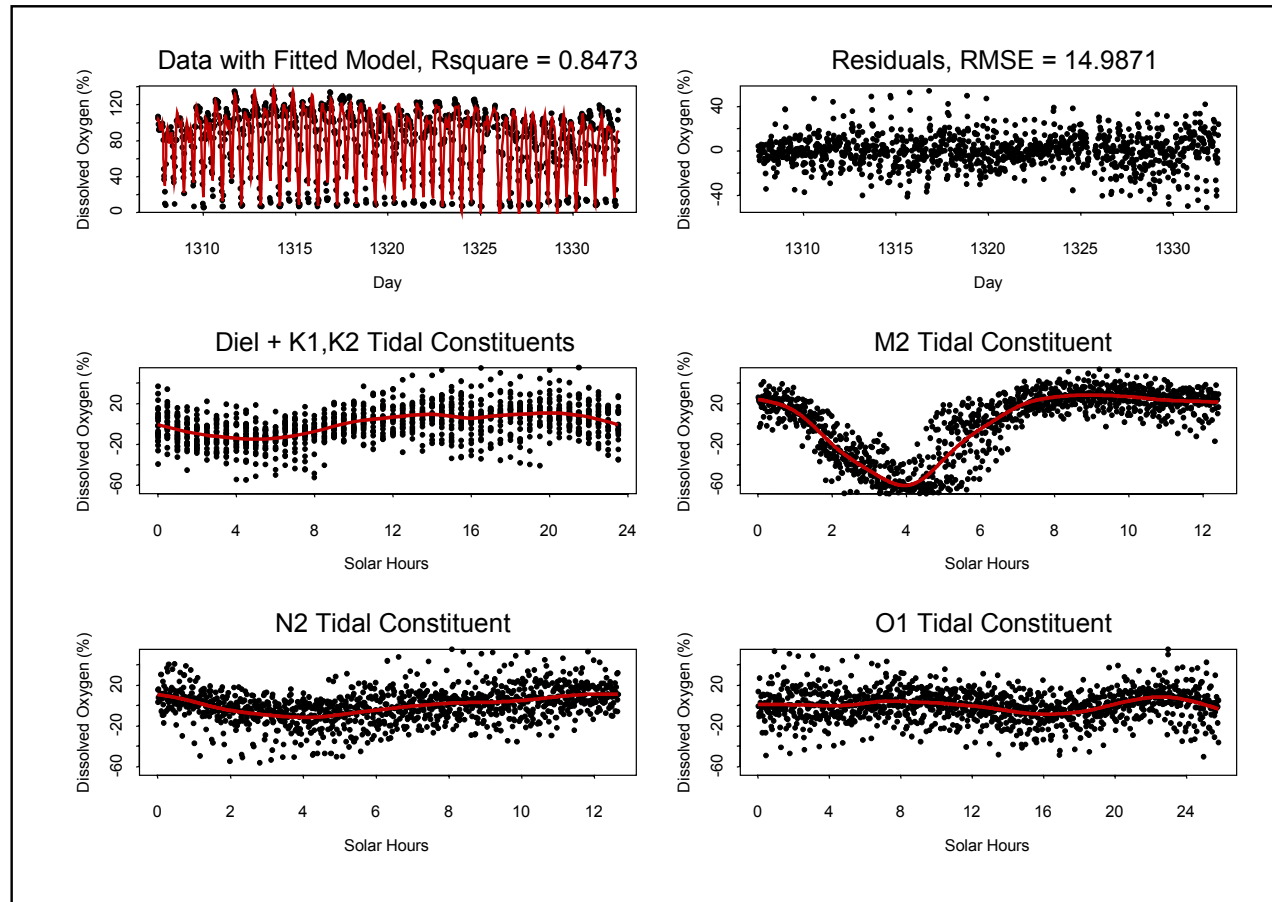 Data with Fitted Model, Rsquare = 0.8473
Dissolved Oxygen (%)
120
80
40
0
1310 1315 1320 1325 1330
Day
Residuals, RMSE = 14.9871
Dissolved Oxygen (%)
40
0
40
1310 1315 1320 1325 1330
Day
Diel + K1,K2 Tidal Constituents
Dissolved Oxygen (%)
20
-20
-60
0 4 8 12 16 20 24
Solar Hours
M2 Tidal Constituent
Dissolved Oxygen (%)
20
-20
-60
0 2 4 6 8 10 12
Solar Hours
N2 Tidal Constituent
Dissolved Oxygen (%)
20
-20
-60
0 2 4 6 8 10 12
Solar Hours
O1 Tidal Constituent
Dissolved Oxygen (%)
20
-20
-60
0 4 8 12 16 20 24
Solar Hours